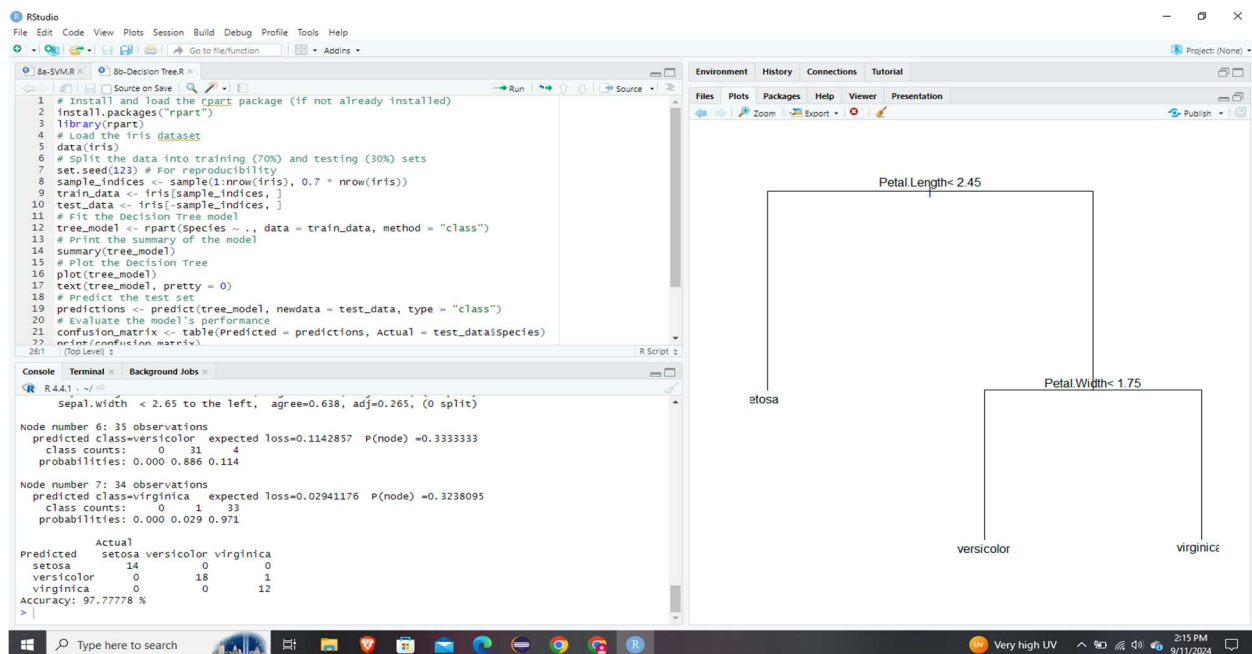 RStudio
File Edit Code View Plots Session Build Debug Profile Tools Help
Go to file/function Addins Project: (None)
8a-SVM.R 8b-Decision Tree.R
Source on Save Run Source
1 # Install and load the rpart package (if not already installed)
2 install.packages("rpart")
3 library(rpart)
4 # Load the iris dataset
5 data(iris)
6 # Split the data into training (70%) and testing (30%) sets
7 set.seed(123) # For reproducibility
8 sample_indices <- sample(1:nrow(iris), 0.7 * nrow(iris))
9 train_data <- iris[sample_indices, ]
10 test_data <- iris[-sample_indices, ]
11 # Fit the Decision Tree model
12 tree_model <- rpart(Species ~ ., data = train_data, method = "class")
13 # Print the summary of the model
14 summary(tree_model)
15 # Plot the Decision Tree
16 plot(tree_model)
17 text(tree_model, pretty = 0)
18 # Predict the test set
19 predictions <- predict(tree_model, newdata = test_data, type = "class")
20 # Evaluate the model's performance
21 confusion_matrix <- table(Predicted = predictions, Actual = test_data$Species)
22 print(confusion_matrix)
26:1 (Top Level) R Script
Console Terminal Background Jobs
R 4.4.1 · ~/
Sepal.Width < 2.65 to the left, agree=0.638, adj=0.265, (0 split)
Node number 6: 35 observations
predicted class=versicolor expected loss=0.1142857 P(node) =0.3333333
class counts: 0 31 4
probabilities: 0.000 0.886 0.114
Node number 7: 34 observations
predicted class=virginica expected loss=0.02941176 P(node) =0.3238095
class counts: 0 1 33
probabilities: 0.000 0.029 0.971
Actual
Predicted setosa versicolor virginica
setosa 14 0 0
versicolor 0 18 1
virginica 0 0 12
Accuracy: 97.77778 %
>
Environment History Connections Tutorial
Files Plots Packages Help Viewer Presentation
Zoom Export Publish
Petal.Length< 2.45
Petal.Width< 1.75
etosa
versicolor
virginica
Type here to search
Very high UV
2:15 PM
9/11/2024